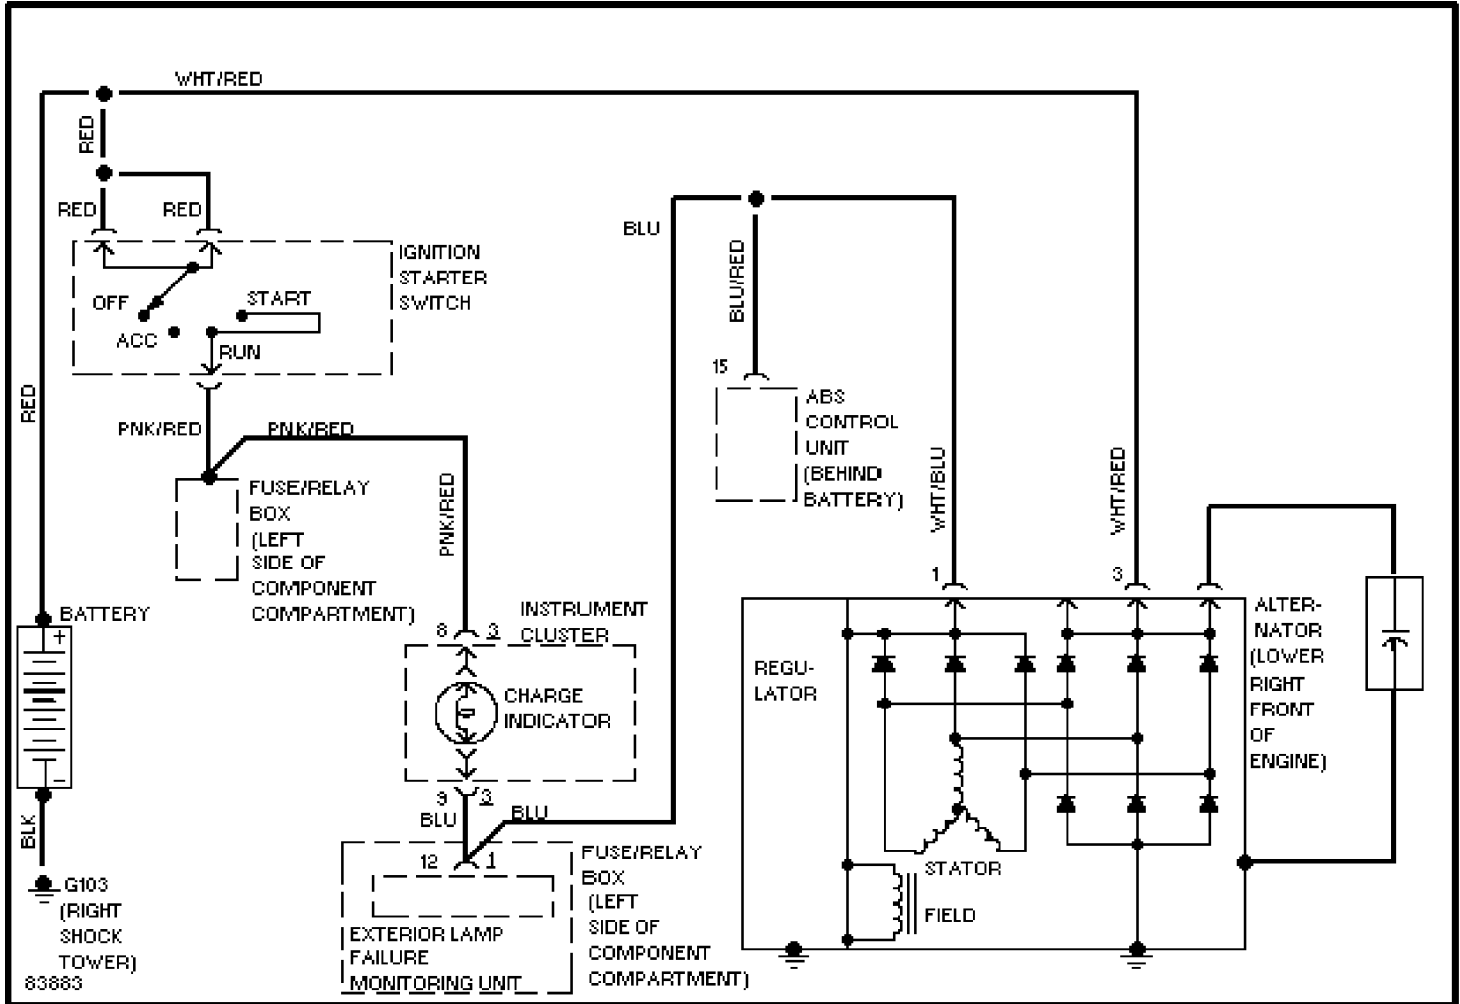 WHT/RED
RED
RED
RED
BLU
IGNITION
STARTER
SWITCH
OFF
START
ACC
RUN
BLU/RED
15
ABS
CONTROL
UNIT
(BEHIND
BATTERY)
RED
PNK/RED
PNK/RED
PNK/RED
WHT/BLU
WHT/RED
FUSE/RELAY
BOX
(LEFT
SIDE OF
COMPONENT
COMPARTMENT)
1
3
BATTERY
+
-
INSTRUMENT
CLUSTER
8
3
CHARGE
INDICATOR
9
3
REGU-
LATOR
ALTER-
NATOR
(LOWER
RIGHT
FRONT
OF
ENGINE)
BLU
BLU
BLK
12
1
FUSE/RELAY
BOX
(LEFT
SIDE OF
COMPONENT
COMPARTMENT)
STATOR
FIELD
G103
(RIGHT
SHOCK
TOWER)
EXTERIOR LAMP
FAILURE
MONITORING UNIT
83883